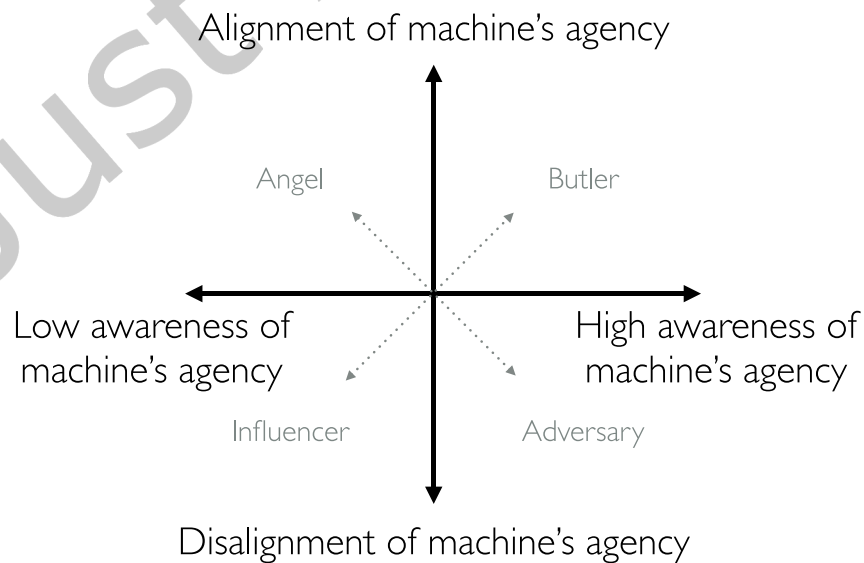 Just
Alignment of machine's agency
Angel
Butler
Low awareness of
machine's agency
High awareness of
machine's agency
Influencer
Adversary
Disalignment of machine's agency